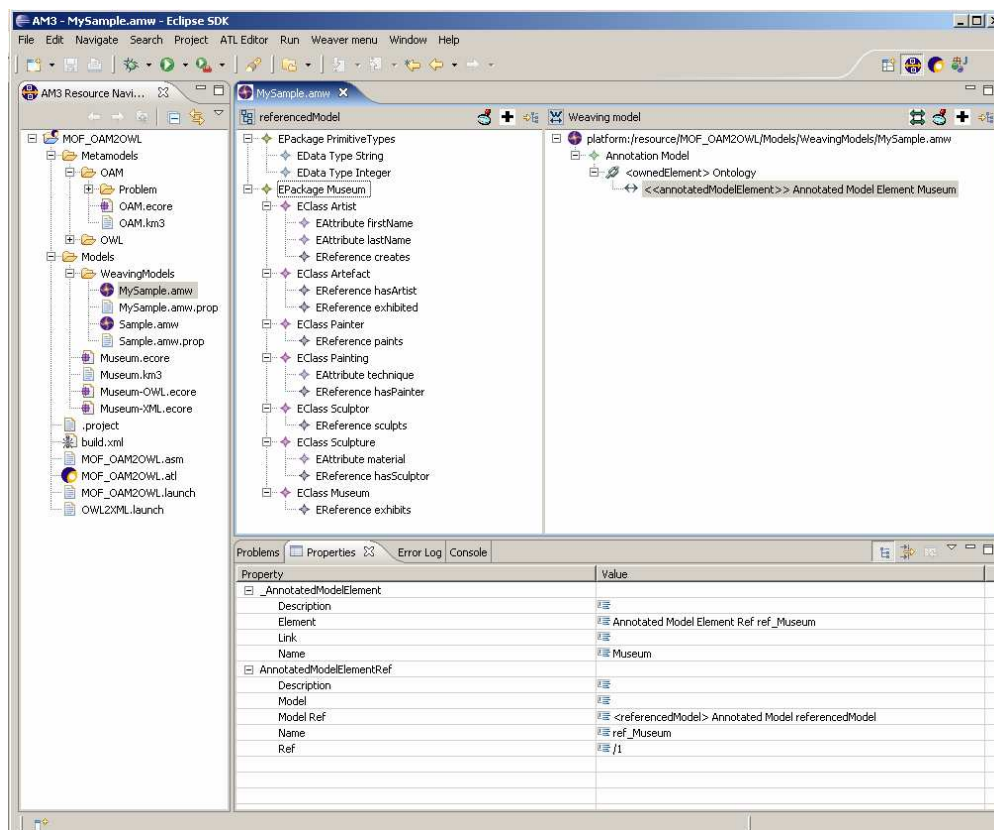 AM3 - MySample.amw - Eclipse SDK
File Edit Navigate Search Project ATL Editor Run Weaver menu Window Help
AM3 Resource Navi...
MOF_OAM2OWL
Metamodels
OAM
Problem
OAM.ecore
OAM.km3
OWL
Models
WeavingModels
MySample.amw
MySample.amw.prop
Sample.amw
Sample.amw.prop
Museum.ecore
Museum.km3
Museum-OWL.ecore
Museum-XML.ecore
.project
build.xml
MOF_OAM2OWL.asm
MOF_OAM2OWL.atl
MOF_OAM2OWL.launch
OWL2XML.launch
MySample.amw
referencedModel
EPackage PrimitiveTypes
EData Type String
EData Type Integer
EPackage Museum
EClass Artist
EAttribute firstName
EAttribute lastName
EReference creates
EClass Artefact
EReference hasArtist
EReference exhibited
EClass Painter
EReference paints
EClass Painting
EAttribute technique
EReference hasPainter
EClass Sculptor
EReference sculpts
EClass Sculpture
EAttribute material
EReference hasSculptor
EClass Museum
EReference exhibits
Weaving model
platform:/resource/MOF_OAM2OWL/Models/WeavingModels/MySample.amw
Annotation Model
<ownedElement> Ontology
<<annotatedModelElement>> Annotated Model Element Museum
Problems Properties Error Log Console
Property Value
_AnnotatedModelElement
Description
Element Annotated Model Element Ref ref_Museum
Link
Name Museum
AnnotatedModelElementRef
Description
Model
Model Ref <referencedModel> Annotated Model referencedModel
Name ref_Museum
Ref /1